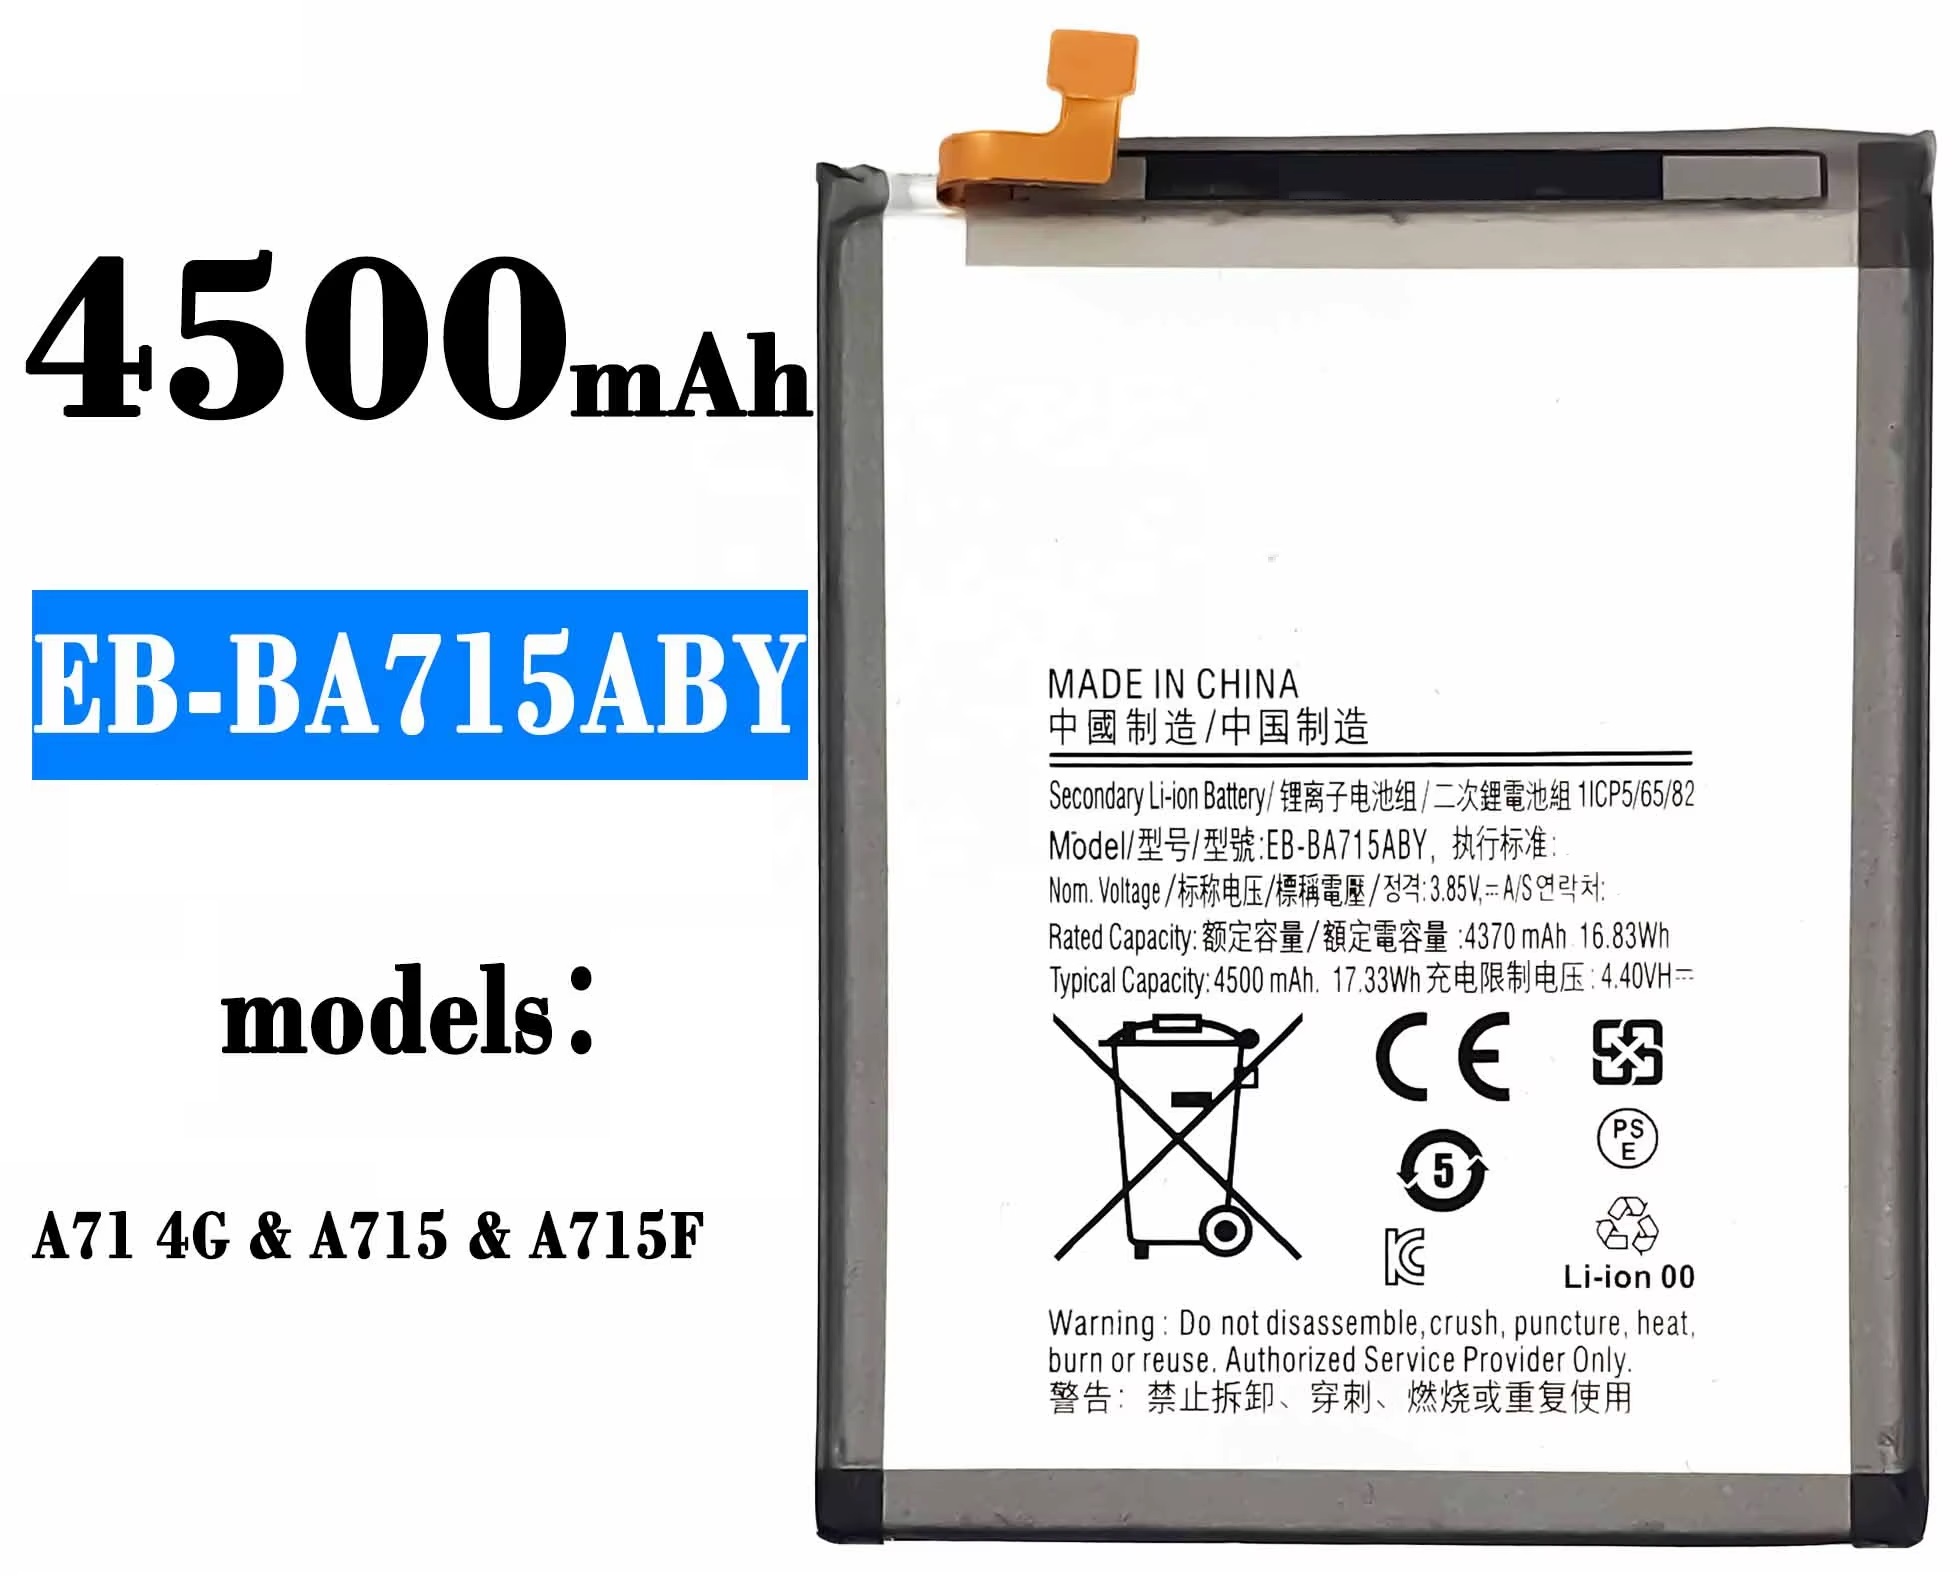 4500mAh
EB-BA715ABY
models：
A71 4G & A715 & A715F
MADE IN CHINA
中國制造/中国制造
Secondary Li-ion Battery/锂离子电池组/二次鋰電池組 1ICP5/65/82
Model/型号/型號:EB-BA715ABY, 执行标准:
Nom. Voltage/标称电压/標稱電壓/정격:3.85V,⎓A/S연락처:
Rated Capacity:额定容量/額定電容量:4370 mAh 16.83Wh
Typical Capacity:4500 mAh. 17.33Wh充电限制电压:4.40VH⎓
CE
PS
E
5
Li-ion 00
Warning: Do not disassemble, crush, puncture, heat,
burn or reuse. Authorized Service Provider Only.
警告: 禁止拆卸、穿刺、燃烧或重复使用